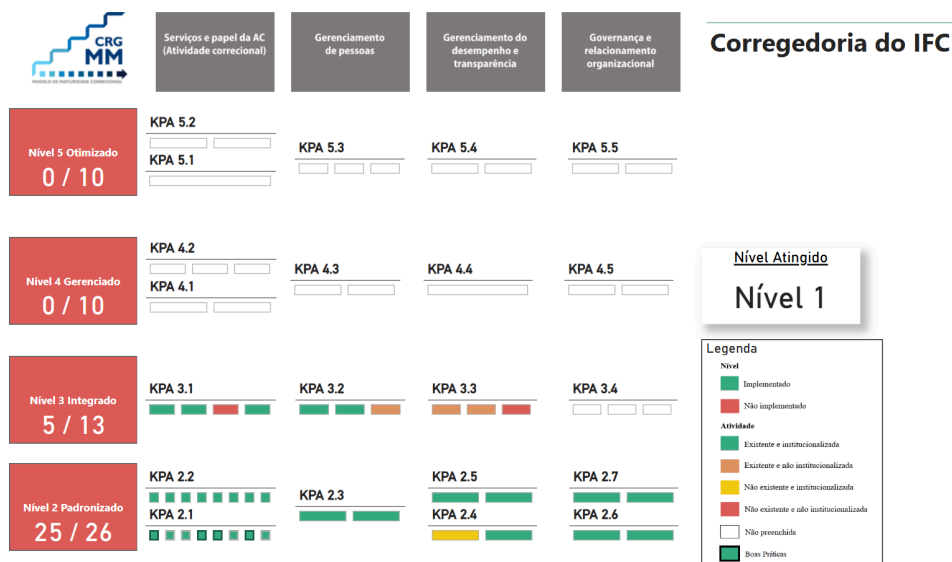 CRG
MM
MODELO DE MATURIDADE CORRECIONAL
Serviços e papel da AC
(Atividade correcional)
Gerenciamento
de pessoas
Gerenciamento do
desempenho e
transparência
Governança e
relacionamento
organizacional
Corregedoria do IFC
Nível 5 Otimizado
0 / 10
KPA 5.2
KPA 5.1
KPA 5.3
KPA 5.4
KPA 5.5
Nível 4 Gerenciado
0 / 10
KPA 4.2
KPA 4.1
KPA 4.3
KPA 4.4
KPA 4.5
Nível Atingido
Nível 1
Nível 3 Integrado
5 / 13
KPA 3.1
KPA 3.2
KPA 3.3
KPA 3.4
Nível 2 Padronizado
25 / 26
KPA 2.2
KPA 2.1
KPA 2.3
KPA 2.5
KPA 2.4
KPA 2.7
KPA 2.6
Legenda
Nível
Implementado
Não implementado
Atividade
Existente e institucionalizada
Existente e não institucionalizada
Não existente e institucionalizada
Não existente e não institucionalizada
Não preenchida
Boas Práticas